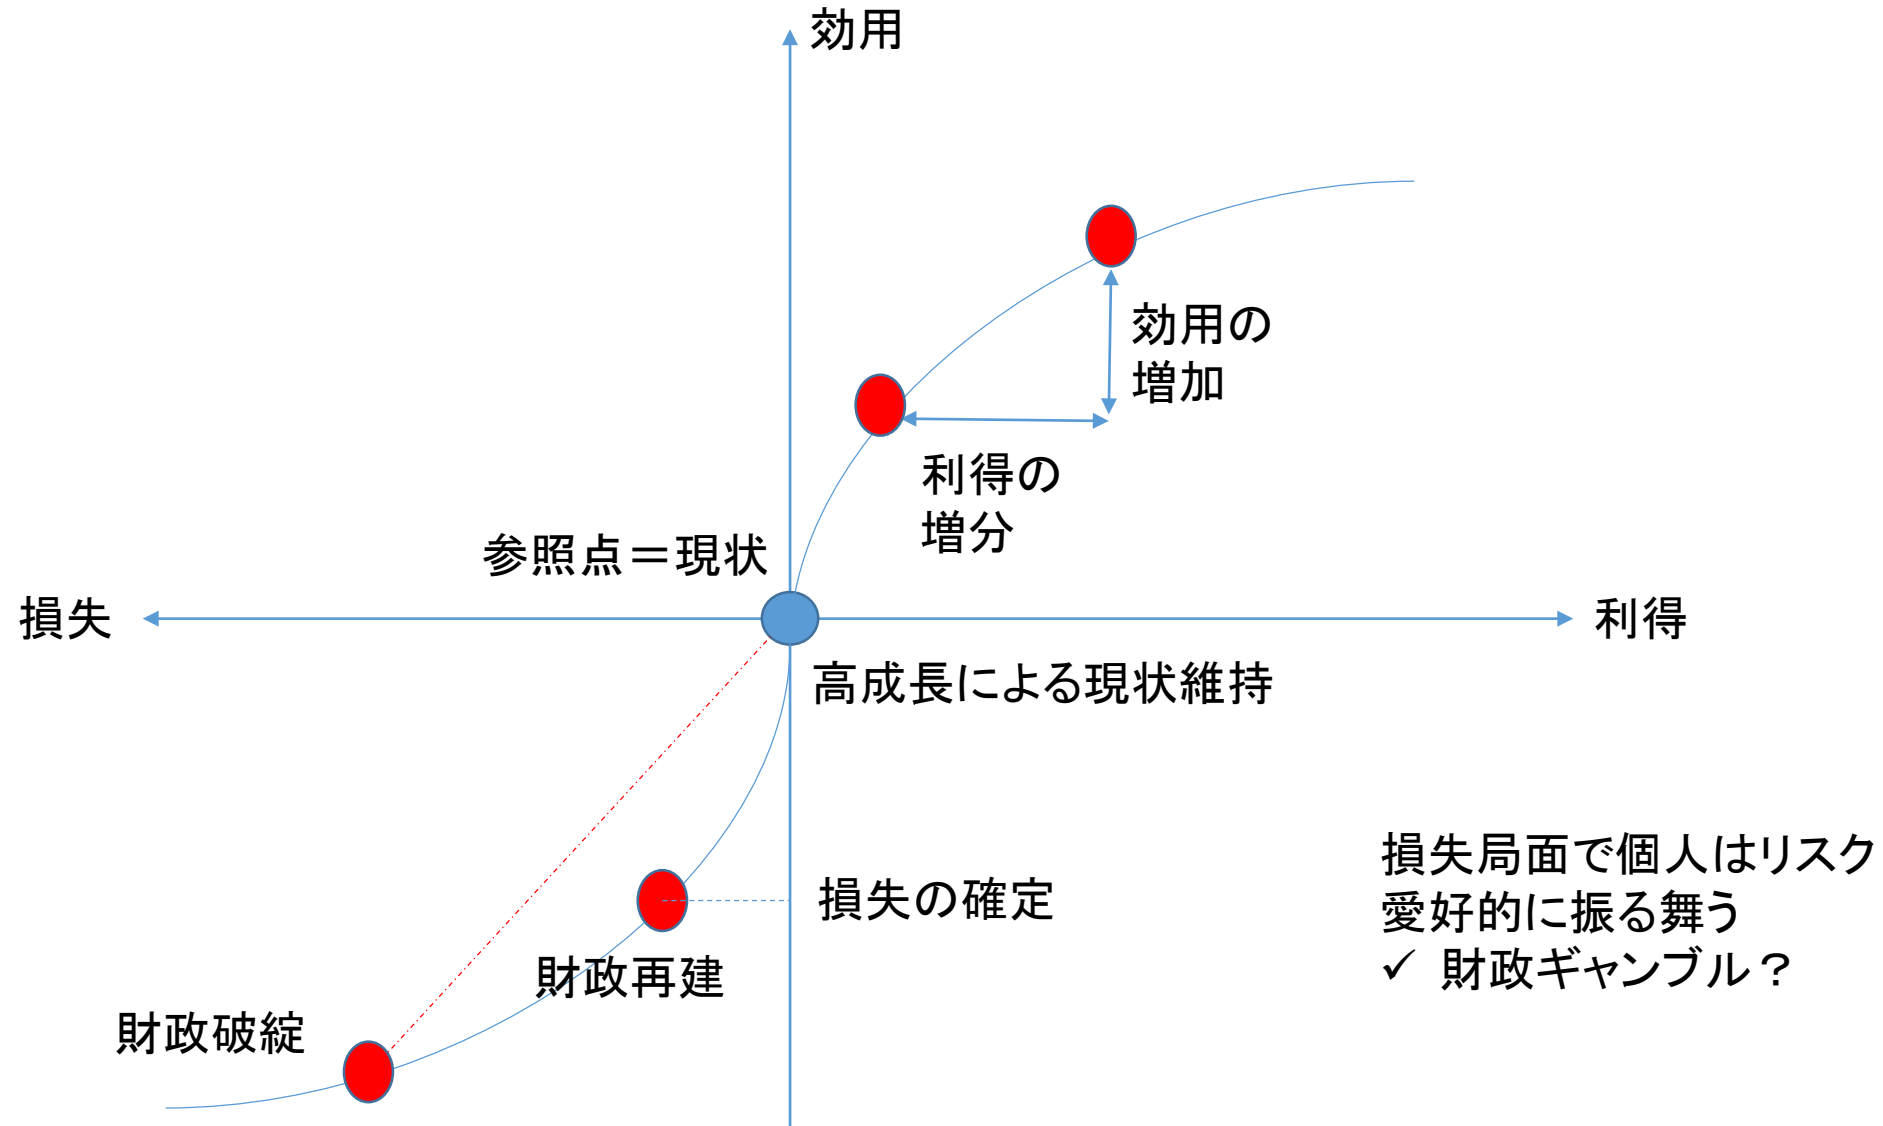 効用
効用の
増加
利得の
増分
参照点＝現状
損失
利得
高成長による現状維持
損失の確定
損失局面で個人はリスク
愛好的に振る舞う
✓ 財政ギャンブル？
財政再建
財政破綻